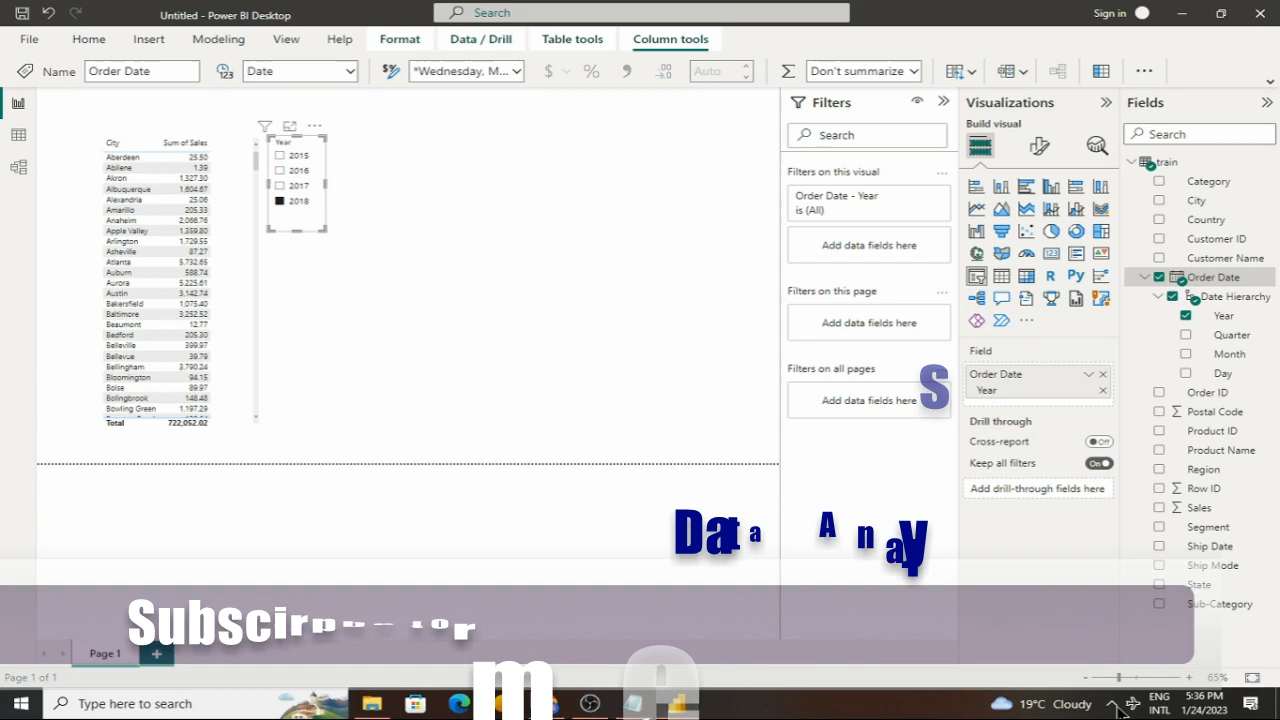 Untitled - Power BI Desktop
Search
Sign in
File Home Insert Modeling View Help Format Data / Drill Table tools Column tools
Name Order Date
Date
*Wednesday, M...
$ % 9 Auto
Don't summarize
City Sum of Sales
Aberdeen 25.50
Abilene 1.39
Akron 1,327.30
Albuquerque 1,604.67
Alexandria 25.06
Amarillo 205.33
Anaheim 2,066.76
Apple Valley 1,359.80
Arlington 1,729.55
Asheville 87.27
Atlanta 5,732.65
Auburn 588.74
Aurora 5,225.61
Austin 3,142.74
Bakersfield 1,075.40
Baltimore 3,252.52
Beaumont 12.77
Bedford 205.30
Belleville 399.97
Bellevue 39.79
Bellingham 3,790.24
Bloomington 94.15
Boise 89.97
Bolingbrook 148.48
Bowling Green 1,197.29
Total 722,052.02
Year
2015
2016
2017
2018
Filters
Search
Filters on this visual
Order Date - Year
is (All)
Add data fields here
Filters on this page
Add data fields here
Filters on all pages
Add data fields here
Visualizations
Build visual
R Py
Field
Order Date
Year
Drill through
Cross-report Off
Keep all filters On
Add drill-through fields here
Fields
Search
train
Category
City
Country
Customer ID
Customer Name
Order Date
Date Hierarchy
Year
Quarter
Month
Day
Order ID
Postal Code
Product ID
Product Name
Region
Row ID
Sales
Segment
Ship Date
Ship Mode
State
Sub-Category
Page 1
Page 1 of 1
65%
Type here to search
19°C Cloudy
ENG
INTL
5:36 PM
1/24/2023